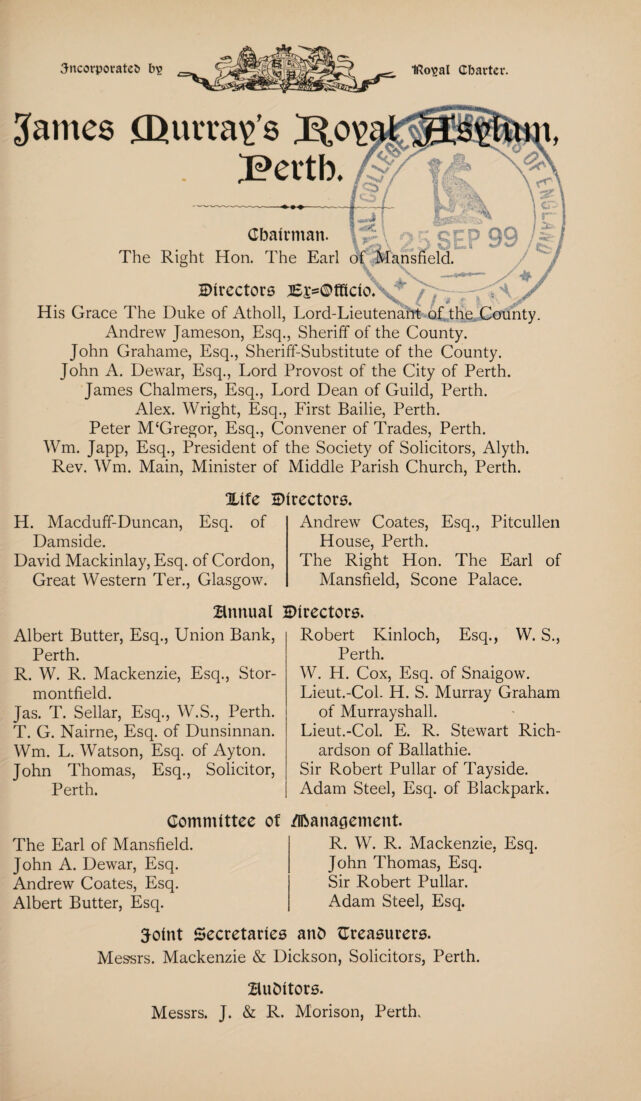 Incorporated by
Royal Charter.
James Murray's Royal Asylum,
Perth.
ROYAL COLLEGE OF SURGEONS OF ENGLAND
25 SEP 99
* LIBRARY *
Chairman.
The Right Hon. The Earl of Mansfield.
Directors Ex=Officio.
His Grace The Duke of Atholl, Lord-Lieutenant of the County.
Andrew Jameson, Esq., Sheriff of the County.
John Grahame, Esq., Sheriff-Substitute of the County.
John A. Dewar, Esq., Lord Provost of the City of Perth.
James Chalmers, Esq., Lord Dean of Guild, Perth.
Alex. Wright, Esq., First Bailie, Perth.
Peter M‘Gregor, Esq., Convener of Trades, Perth.
Wm. Japp, Esq., President of the Society of Solicitors, Alyth.
Rev. Wm. Main, Minister of Middle Parish Church, Perth.
Life Directors.
H. Macduff-Duncan, Esq. of
Damside.
David Mackinlay, Esq. of Cordon,
Great Western Ter., Glasgow.
Andrew Coates, Esq., Pitcullen
House, Perth.
The Right Hon. The Earl of
Mansfield, Scone Palace.
Annual Directors.
Albert Butter, Esq., Union Bank,
Perth.
R. W. R. Mackenzie, Esq., Stor-
montfield.
Jas. T. Sellar, Esq., W.S., Perth.
T. G. Nairne, Esq. of Dunsinnan.
Wm. L. Watson, Esq. of Ayton.
John Thomas, Esq., Solicitor,
Perth.
Robert Kinloch, Esq., W. S.,
Perth.
W. H. Cox, Esq. of Snaigow.
Lieut.-Col. H. S. Murray Graham
of Murrayshall.
Lieut.-Col. E. R. Stewart Rich-
ardson of Ballathie.
Sir Robert Pullar of Tayside.
Adam Steel, Esq. of Blackpark.
Committee of Management.
The Earl of Mansfield.
John A. Dewar, Esq.
Andrew Coates, Esq.
Albert Butter, Esq.
R. W. R. Mackenzie, Esq.
John Thomas, Esq.
Sir Robert Pullar.
Adam Steel, Esq.
Joint Secretaries and Treasurers.
Messrs. Mackenzie & Dickson, Solicitors, Perth.
Auditors.
Messrs. J. & R. Morison, Perth.